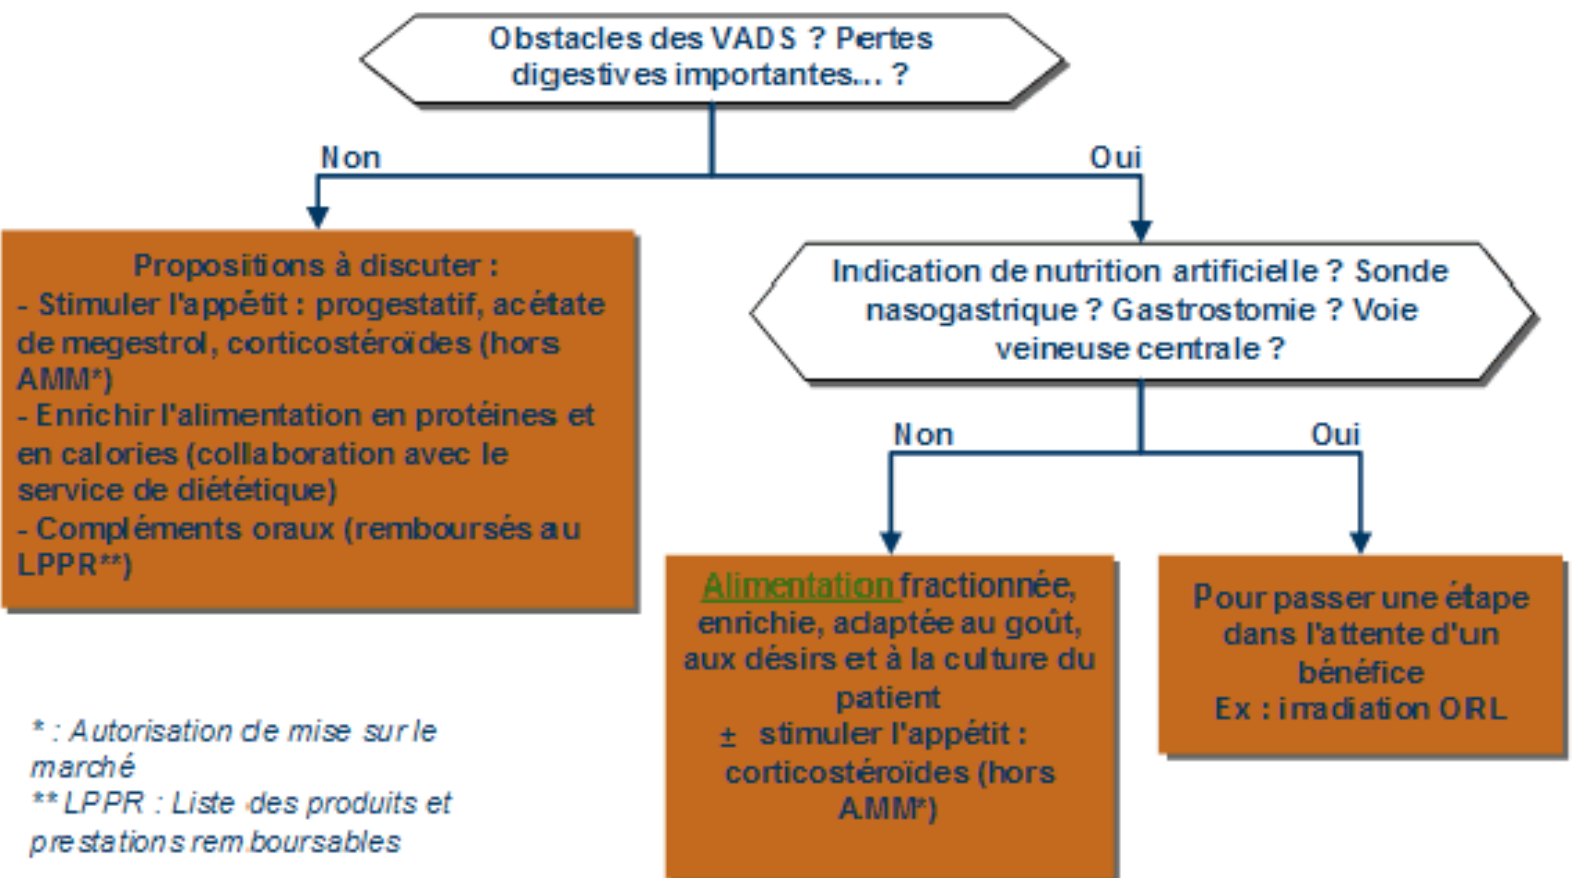 Obstacles des VADS ? Pertes
digestives importantes... ?
Non
Oui
Propositions à discuter :
- Stimuler l'appétit : progestatif, acétate
de megestrol, corticostéroïdes (hors
AMM*)
- Enrichir l'alimentation en protéines et
en calories (collaboration avec le
service de diététique)
- Compléments oraux (remboursés au
LPPR**)
Indication de nutrition artificielle ? Sonde
nasogastrique ? Gastrostomie ? Voie
veineuse centrale ?
Non
Oui
Alimentation fractionnée,
enrichie, adaptée au goût,
aux désirs et à la culture du
patient
± stimuler l'appétit :
corticostéroïdes (hors
AMM*)
Pour passer une étape
dans l'attente d'un
bénéfice
Ex : irradiation ORL
* : Autorisation de mise sur le
marché
** LPPR : Liste des produits et
prestations remboursables